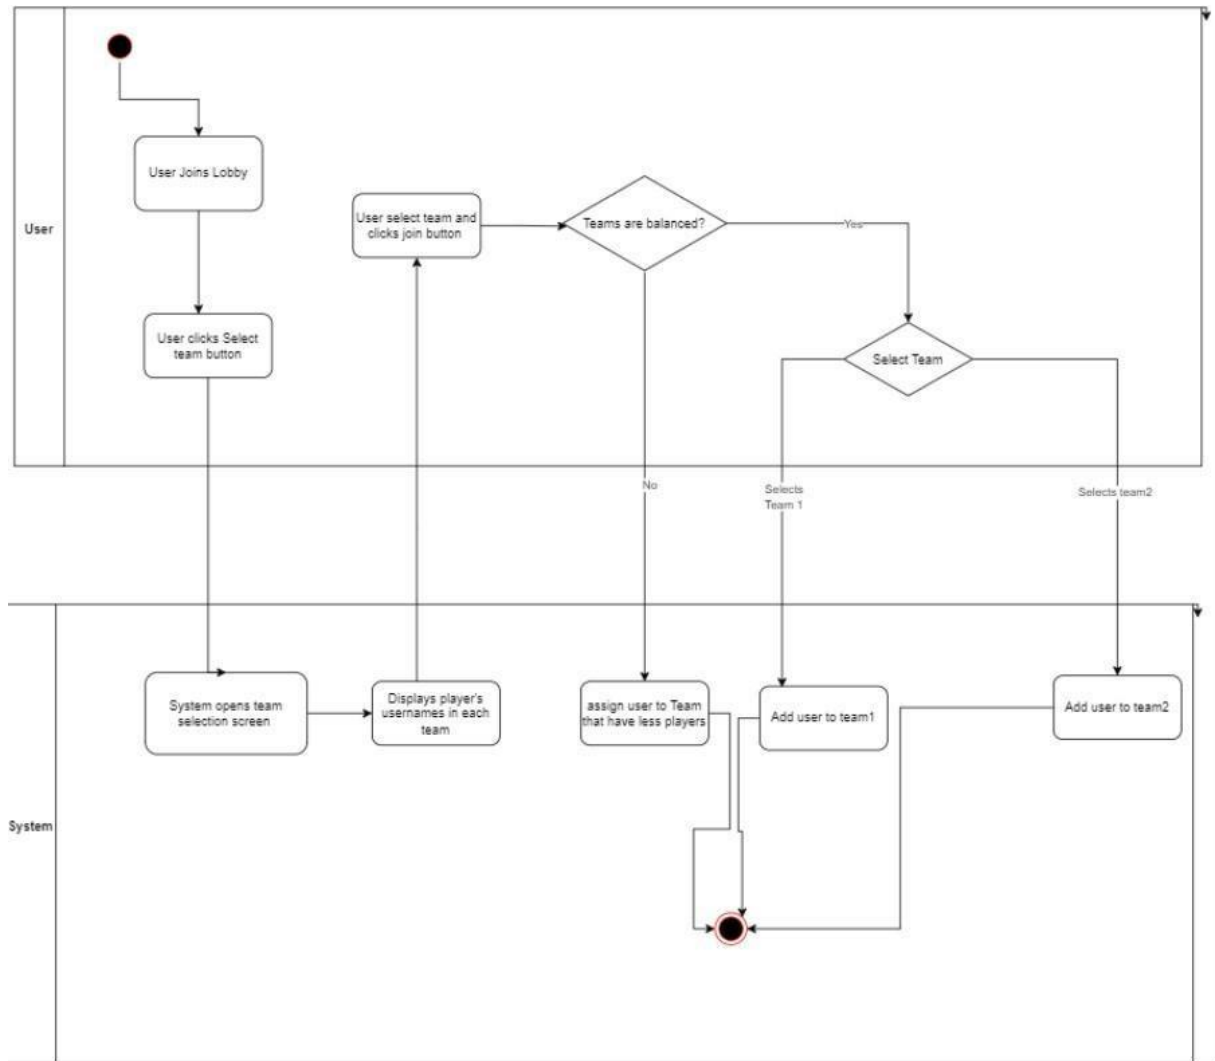 User
User Joins Lobby
User clicks Select
team button
User select team and
clicks join button
Teams are balanced?
Yes
Select Team
No
Selects
Team 1
Selects team2
System
System opens team
selection screen
Displays player's
usernames in each
team
assign user to Team
that have less players
Add user to team1
Add user to team2